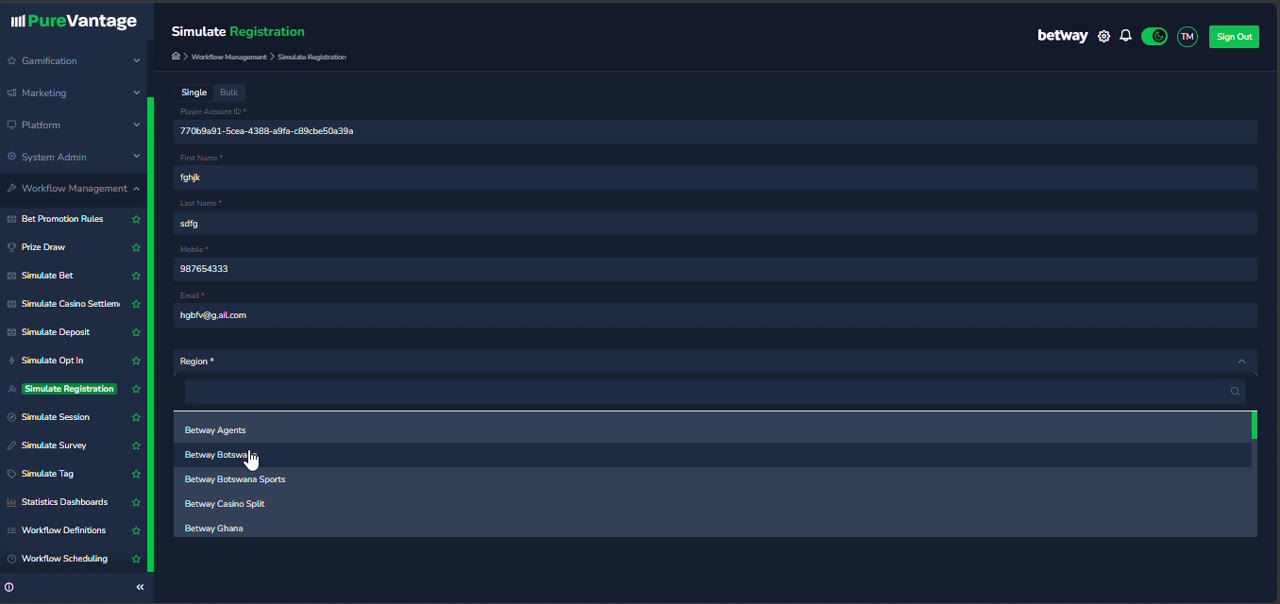 PureVantage
Gamification
Marketing
Platform
System Admin
Workflow Management
Bet Promotion Rules
Prize Draw
Simulate Bet
Simulate Casino Settlem
Simulate Deposit
Simulate Opt In
Simulate Registration
Simulate Session
Simulate Survey
Simulate Tag
Statistics Dashboards
Workflow Definitions
Workflow Scheduling
Simulate Registration
Workflow Management > Simulate Registration
betway TM Sign Out
Single Bulk
Player Account ID *
770b9a91-5cea-4388-a9fa-c89cbe50a39a
First Name *
fghjk
Last Name *
sdfg
Mobile *
987654333
Email *
hgbfv@g,ail.com
Region *
Betway Agents
Betway
Betway Botswana Sports
Betway Casino Split
Betway Ghana